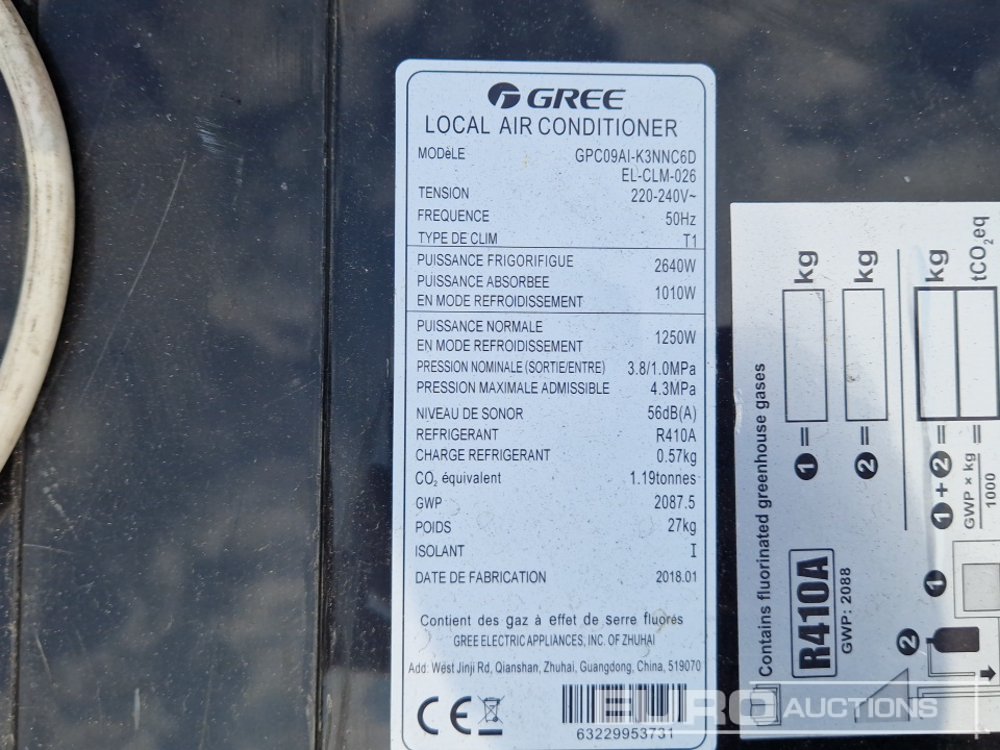 GREE
LOCAL AIR CONDITIONER
MODèLE GPC09AI-K3NNC6D
EL-CLM-026
TENSION 220-240V~
FREQUENCE 50Hz
TYPE DE CLIM T1
PUISSANCE FRIGORIFIGUE 2640W
PUISSANCE ABSORBEE
EN MODE REFROIDISSEMENT 1010W
PUISSANCE NORMALE
EN MODE REFROIDISSEMENT 1250W
PRESSION NOMINALE (SORTIE/ENTRE) 3.8/1.0MPa
PRESSION MAXIMALE ADMISSIBLE 4.3MPa
NIVEAU DE SONOR 56dB(A)
REFRIGERANT R410A
CHARGE REFRIGERANT 0.57kg
CO₂ équivalent 1.19tonnes
GWP 2087.5
POIDS 27kg
ISOLANT I
DATE DE FABRICATION 2018.01
Contient des gaz à effet de serre fluorés
GREE ELECTRIC APPLIANCES, INC. OF ZHUHAI
Add: West Jinji Rd, Qianshan, Zhuhai, Guangdong, China, 519070
CE
63229953731
Contains fluorinated greenhouse gases
R410A
GWP: 2088
1 = kg
2 = kg
1 + 2 = kg
GWP × kg
1000
= tCO₂eq
1
2
EURO AUCTIONS